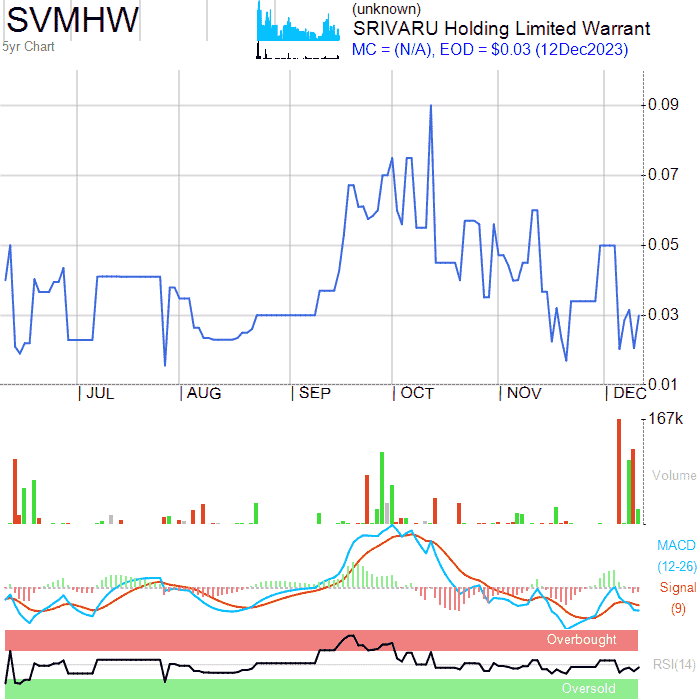 SVMHW
5yr Chart
(unknown)
SRIVARU Holding Limited Warrant
MC = (N/A), EOD = $0.03 (12Dec2023)
0.09
0.07
0.05
0.03
0.01
JUL AUG SEP OCT NOV DEC
167k
Volume
MACD
(12-26)
Signal
(9)
Overbought
RSI(14)
Oversold